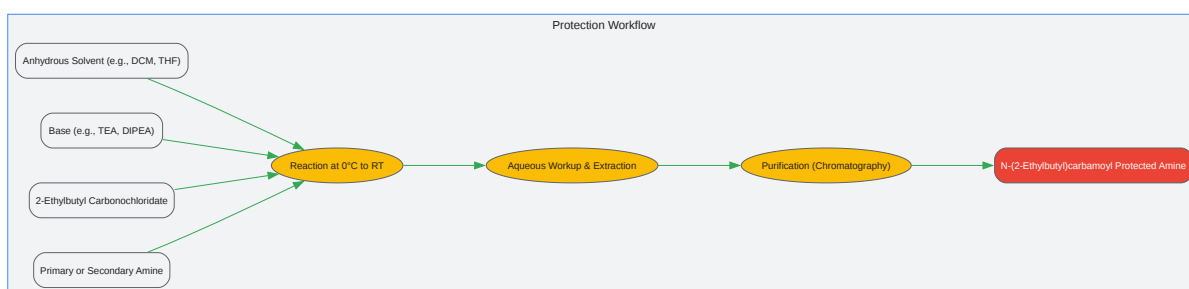 Protection Workflow
Anhydrous Solvent (e.g., DCM, THF)
Base (e.g., TEA, DIPEA)
2-Ethylbutyl Carbonochloridate
Primary or Secondary Amine
Reaction at 0°C to RT
Aqueous Workup & Extraction
Purification (Chromatography)
N-(2-Ethylbutyl)carbamoyl Protected Amine